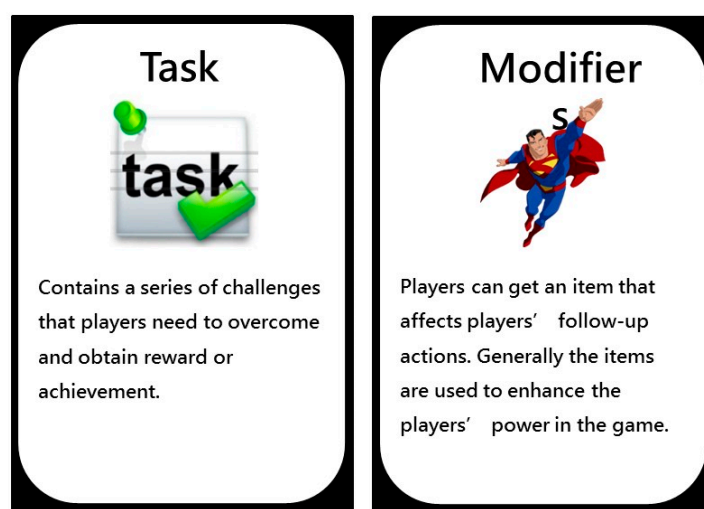 Task
task
Contains a series of challenges
that players need to overcome
and obtain reward or
achievement.
Modifier
s
Players can get an item that
affects players’ follow-up
actions. Generally the items
are used to enhance the
players’ power in the game.